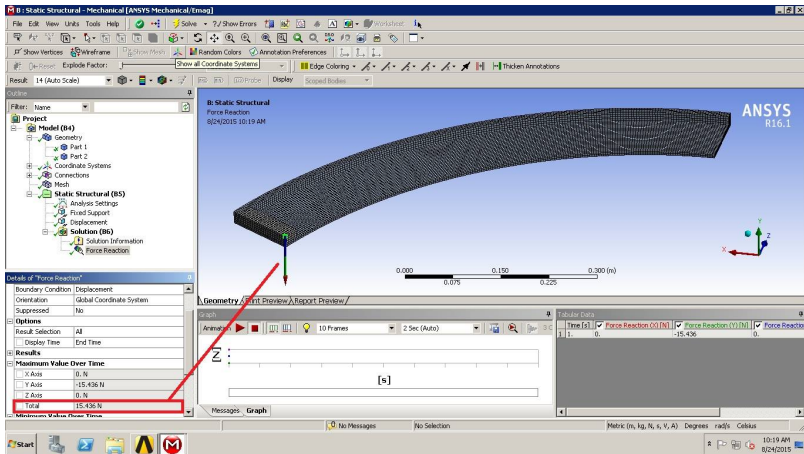 B : Static Structural - Mechanical [ANSYS Mechanical/Emag]
File Edit View Units Tools Help Solve ?/ Show Errors Worksheet
Show Vertices Wireframe Show Mesh Random Colors Annotation Preferences
Reset Explode Factor: Show all Coordinate Systems Edge Coloring Thicken Annotations
Result 14 (Auto Scale) Probe Display Scoped Bodies
Outline
Filter: Name
Project
Model (B4)
Geometry
Part 1
Part 2
Coordinate Systems
Connections
Mesh
Static Structural (B5)
Analysis Settings
Fixed Support
Displacement
Solution (B6)
Solution Information
Force Reaction
Details of "Force Reaction"
Boundary Condition Displacement
Orientation Global Coordinate System
Suppressed No
Options
Result Selection All
Display Time End Time
Results
Maximum Value Over Time
X Axis 0. N
Y Axis -15.436 N
Z Axis 0. N
Total 15.436 N
Minimum Value Over Time
B: Static Structural
Force Reaction
8/24/2015 10:19 AM
ANSYS
R16.1
Y
Z
X
0.000 0.150 0.300 (m)
0.075 0.225
Geometry Print Preview Report Preview
Graph
Animation 10 Frames 2 Sec (Auto)
[s]
Messages Graph
Tabular Data
Time [s] Force Reaction (X) [N] Force Reaction (Y) [N] Force Reactio
1 1. 0. -15.436 0.
No Messages No Selection Metric (m, kg, N, s, V, A) Degrees rad/s Celsius
Start 10:19 AM
8/24/2015